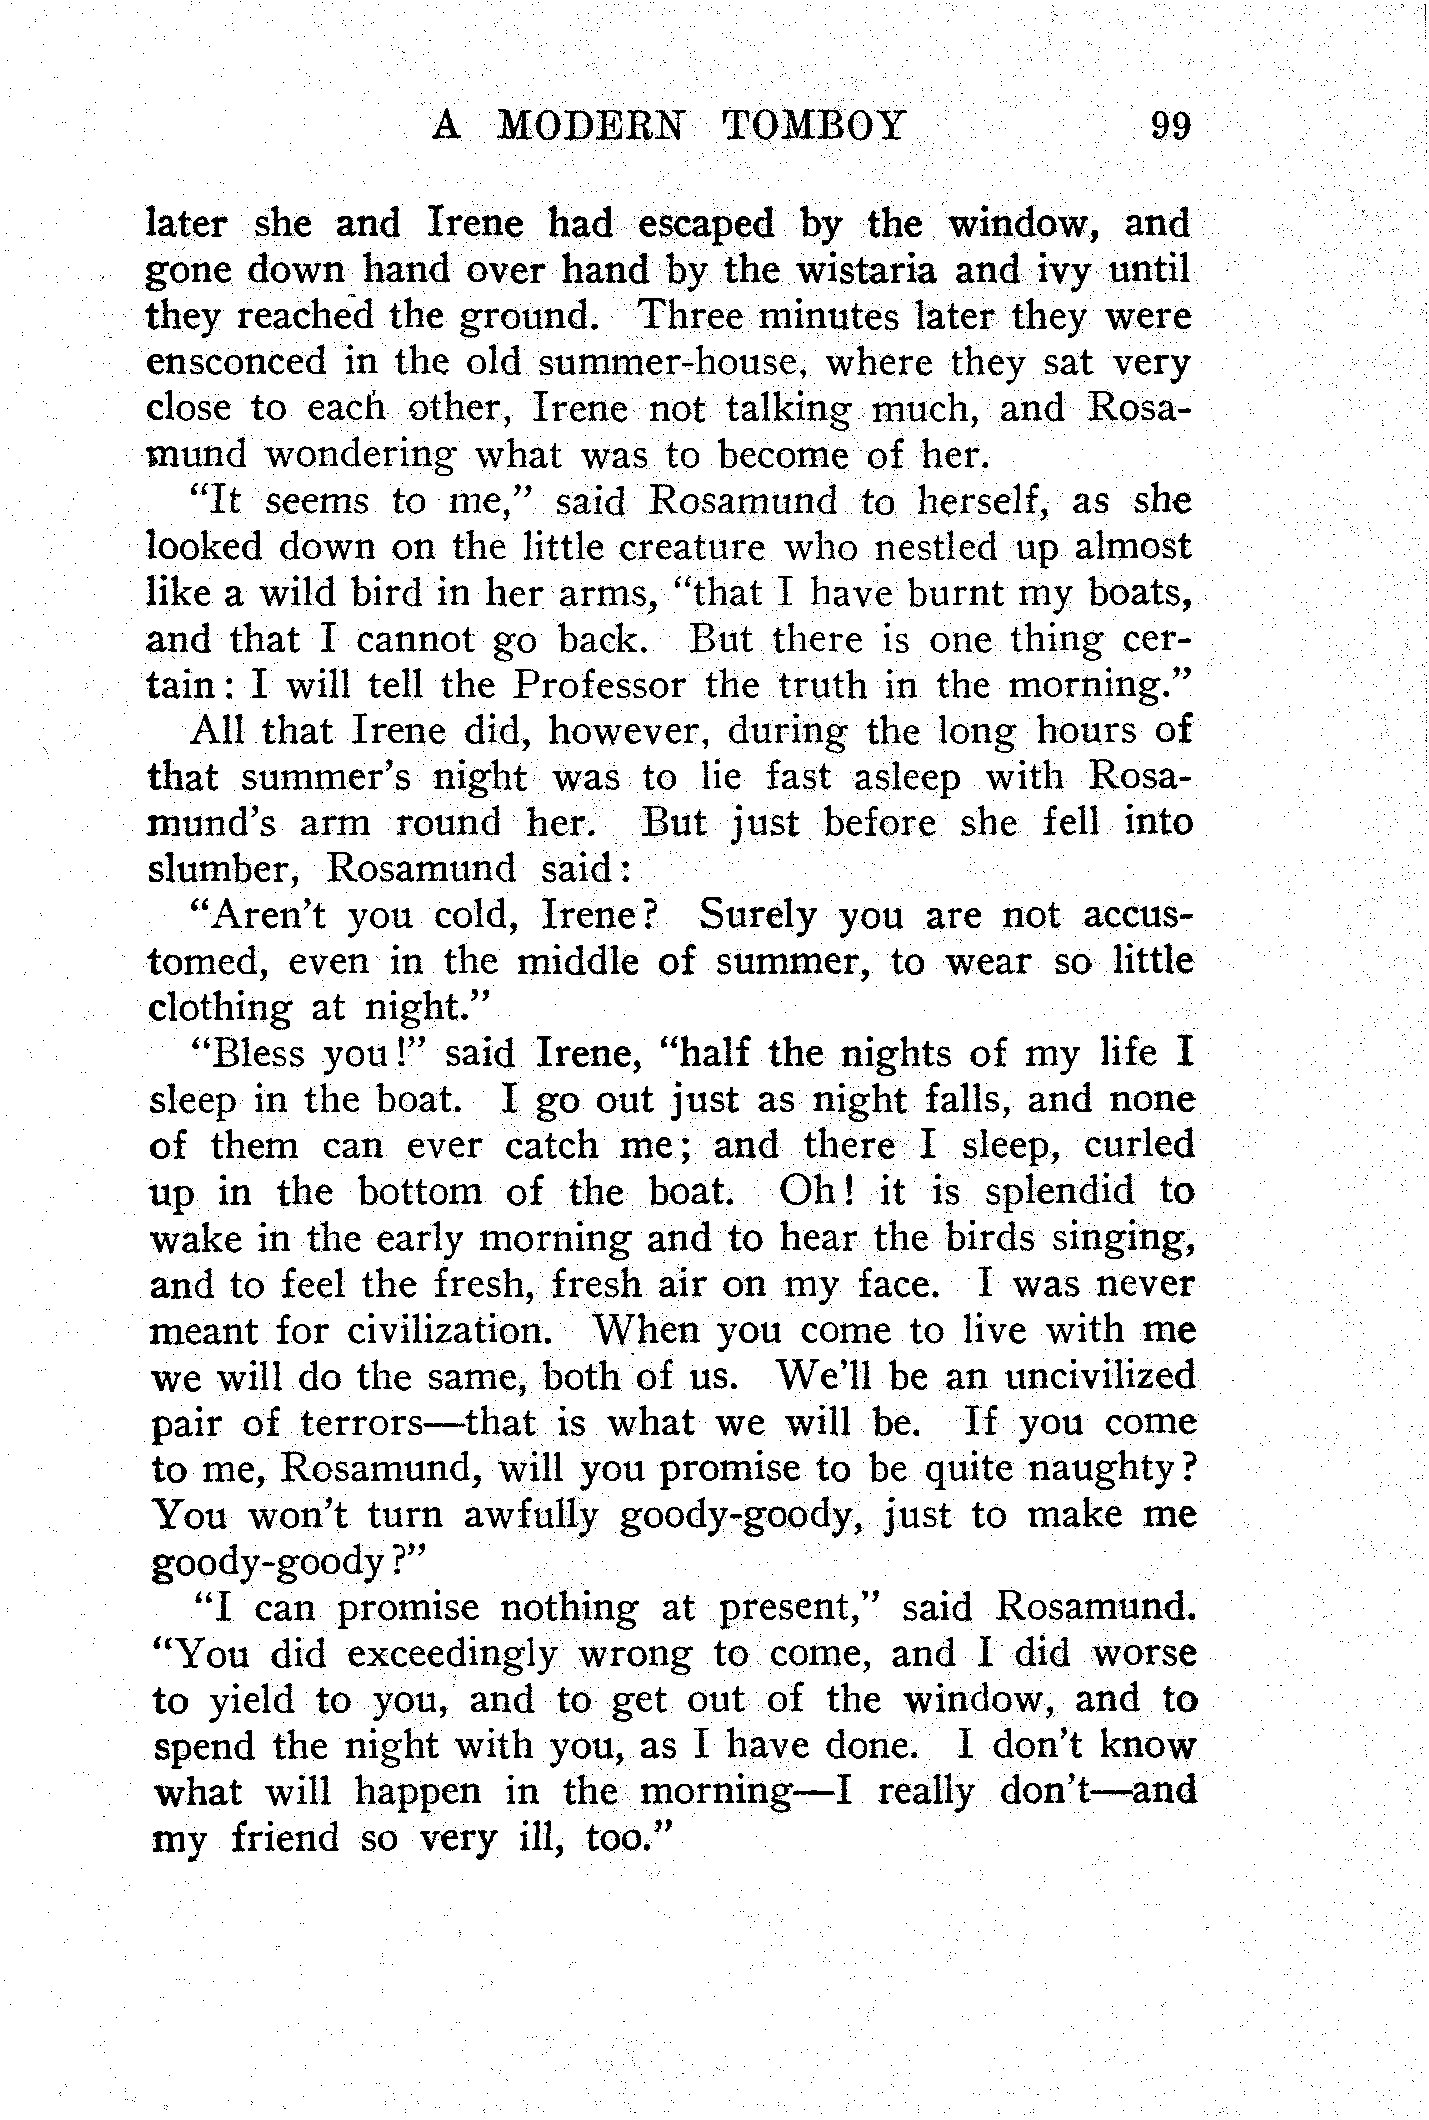 A MODERN TOMBOY 99
later she and Irene had escaped by the window, and
gone down hand over hand by the wistaria and ivy until
they reached the ground. Three minutes later they were
ensconced in the old summer-house, where they sat very
close to each other, Irene not talking much, and Rosa-
mund wondering what was to become of her.
"It seems to me," said Rosamund to herself, as she
looked down on the little creature who nestled up almost
like a wild bird in her arms, "that I have burnt my boats,
and that I cannot go back. But there is one thing cer-
tain: I will tell the Professor the truth in the morning."
All that Irene did, however, during the long hours of
that summer's night was to lie fast asleep with Rosa-
mund's arm round her. But just before she fell into
slumber, Rosamund said:
"Aren't you cold, Irene? Surely you are not accus-
tomed, even in the middle of summer, to wear so little
clothing at night."
"Bless you!" said Irene, "half the nights of my life I
sleep in the boat. I go out just as night falls, and none
of them can ever catch me; and there I sleep, curled
up in the bottom of the boat. Oh! it is splendid to
wake in the early morning and to hear the birds singing,
and to feel the fresh, fresh air on my face. I was never
meant for civilization. When you come to live with me
we will do the same, both of us. We'll be an uncivilized
pair of terrors—that is what we will be. If you come
to me, Rosamund, will you promise to be quite naughty?
You won't turn awfully goody-goody, just to make me
goody-goody?"
"I can promise nothing at present," said Rosamund.
"You did exceedingly wrong to come, and I did worse
to yield to you, and to get out of the window, and to
spend the night with you, as I have done. I don't know
what will happen in the morning—I really don't—and
my friend so very ill, too."